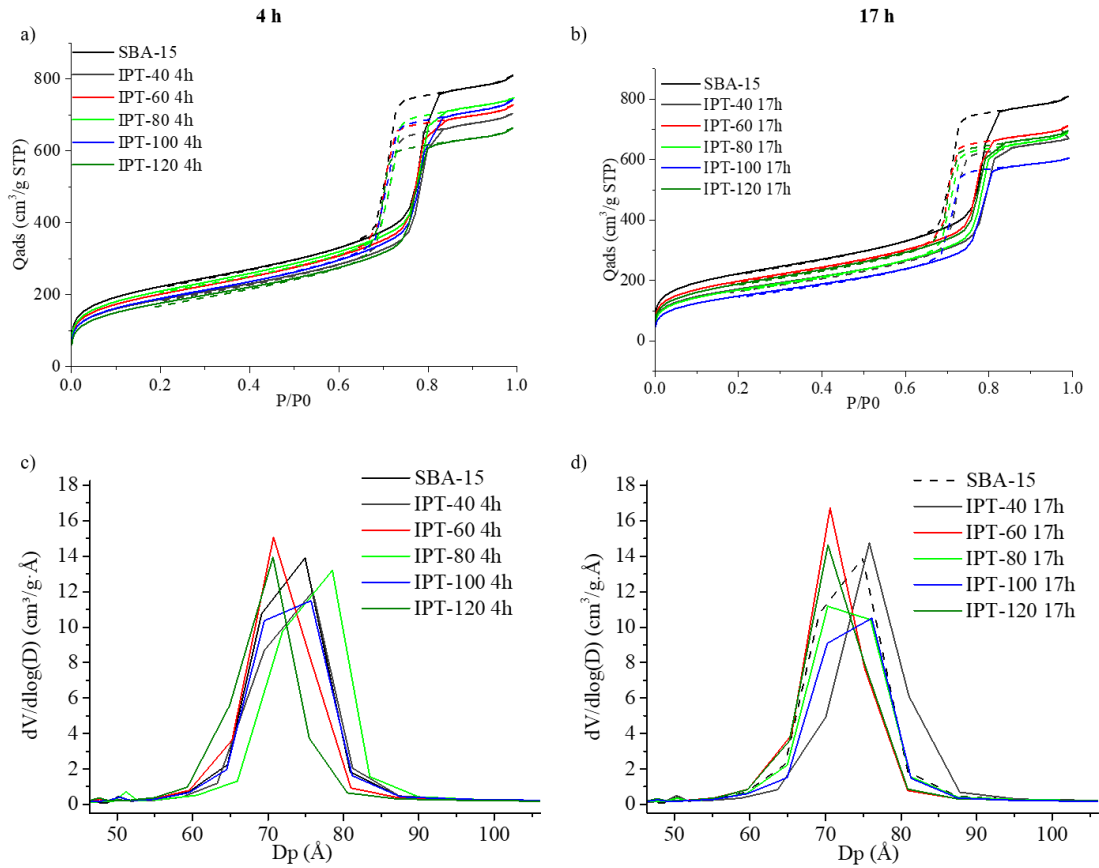 4 h
17 h
a)
SBA-15
IPT-40 4h
IPT-60 4h
IPT-80 4h
IPT-100 4h
IPT-120 4h
800
600
400
200
0
Qads (cm³/g STP)
0.0 0.2 0.4 0.6 0.8 1.0
P/P0
b)
SBA-15
IPT-40 17h
IPT-60 17h
IPT-80 17h
IPT-100 17h
IPT-120 17h
800
600
400
200
0
Qads (cm³/g STP)
0.0 0.2 0.4 0.6 0.8 1.0
P/P0
c)
SBA-15
IPT-40 4h
IPT-60 4h
IPT-80 4h
IPT-100 4h
IPT-120 4h
18
16
14
12
10
8
6
4
2
0
dV/dlog(D) (cm³/g·Å)
50 60 70 80 90 100
Dp (Å)
d)
SBA-15
IPT-40 17h
IPT-60 17h
IPT-80 17h
IPT-100 17h
IPT-120 17h
18
16
14
12
10
8
6
4
2
0
dV/dlog(D) (cm³/g.Å)
50 60 70 80 90 100
Dp (Å)